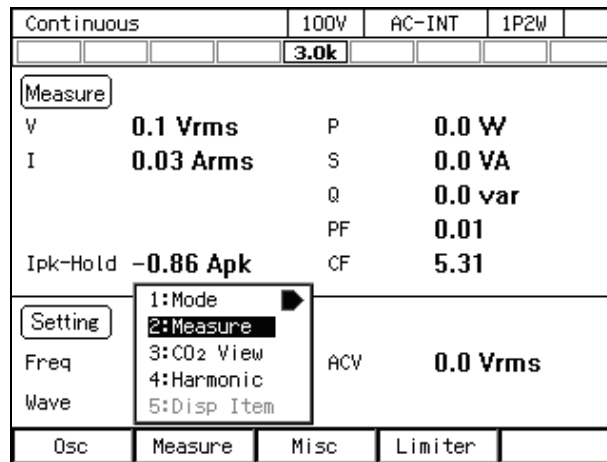 Continuous 100V AC-INT 1P2W
3.0k
Measure
V 0.1 Vrms P 0.0 W
I 0.03 Arms S 0.0 VA
Q 0.0 var
PF 0.01
Ipk-Hold -0.86 Apk CF 5.31
1:Mode
Setting 2:Measure
3:CO₂ View
Freq ACV 0.0 Vrms
4:Harmonic
Wave 5:Disp Item
Osc Measure Misc Limiter